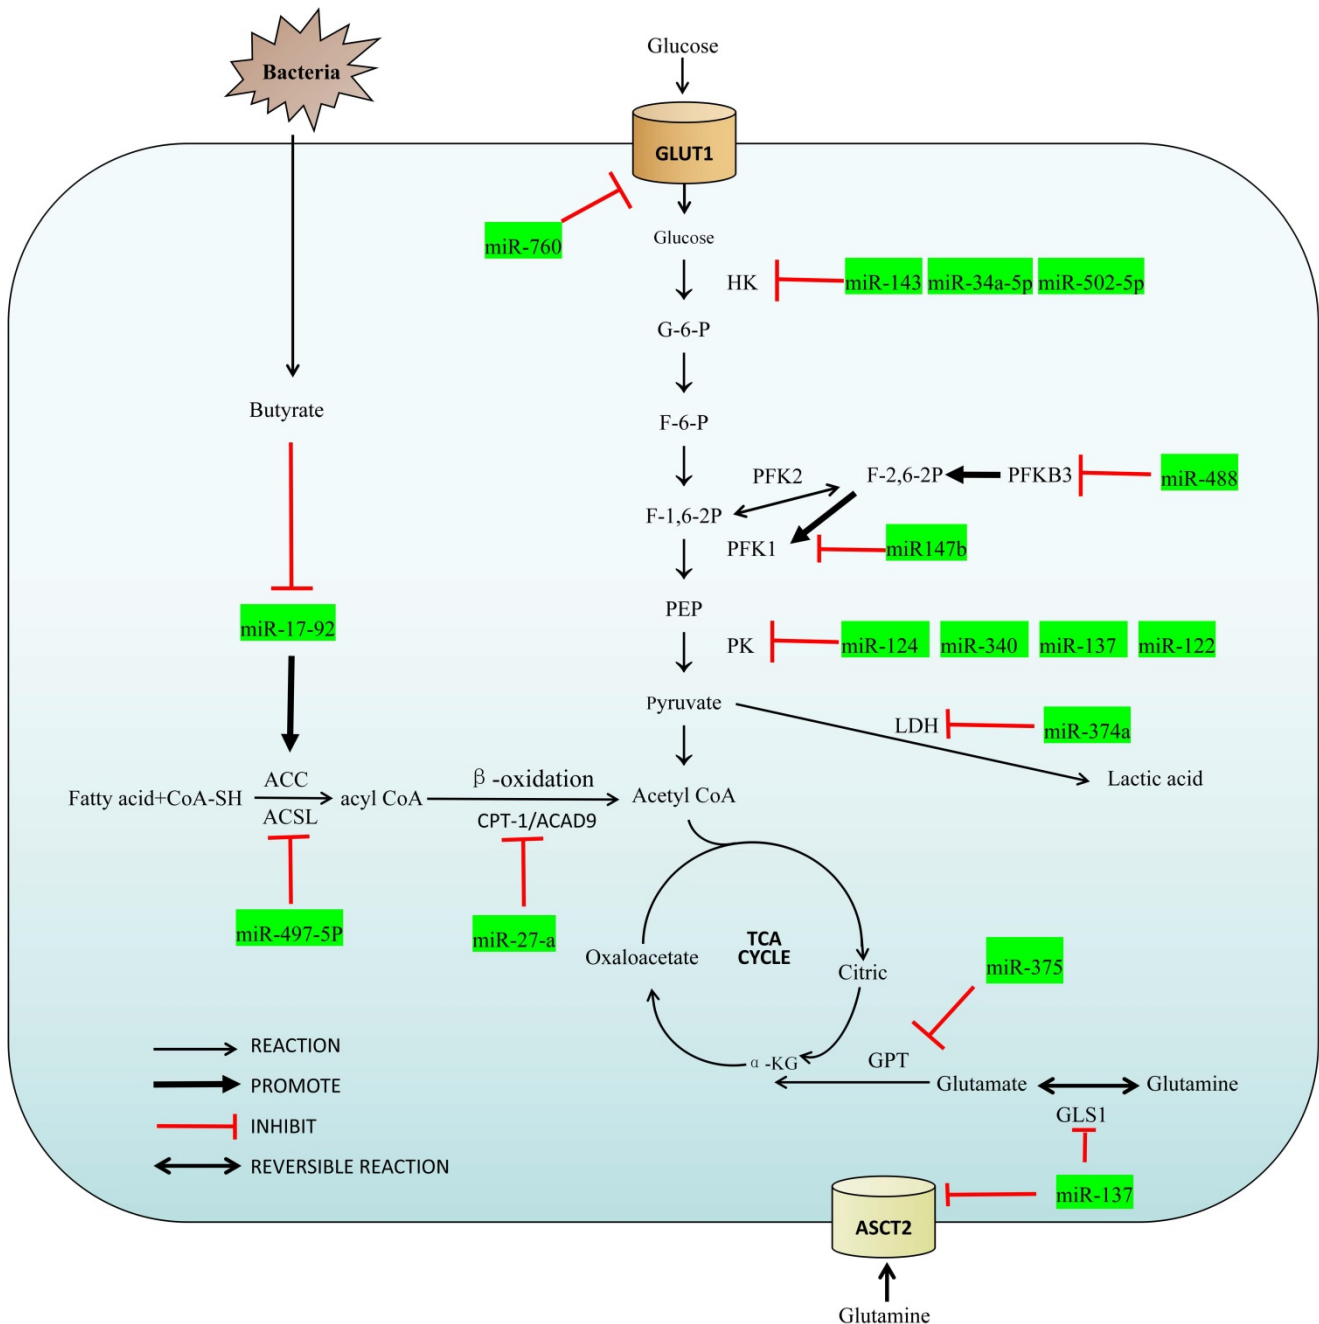 Glucose
Bacteria
GLUT1
miR-760
Glucose
HK
miR-143 miR-34a-5p miR-502-5p
G-6-P
Butyrate
F-6-P
PFK2
F-2,6-2P
PFKB3
miR-488
F-1,6-2P
PFK1
miR147b
PEP
miR-17-92
PK
miR-124 miR-340 miR-137 miR-122
Pyruvate
LDH
miR-374a
Lactic acid
Fatty acid+CoA-SH
ACC
ACSL
acyl CoA
β-oxidation
CPT-1/ACAD9
Acetyl CoA
miR-497-5P
miR-27-a
Oxaloacetate
TCA
CYCLE
Citric
miR-375
α-KG
GPT
Glutamate
Glutamine
GLS1
REACTION
PROMOTE
INHIBIT
REVERSIBLE REACTION
miR-137
ASCT2
Glutamine